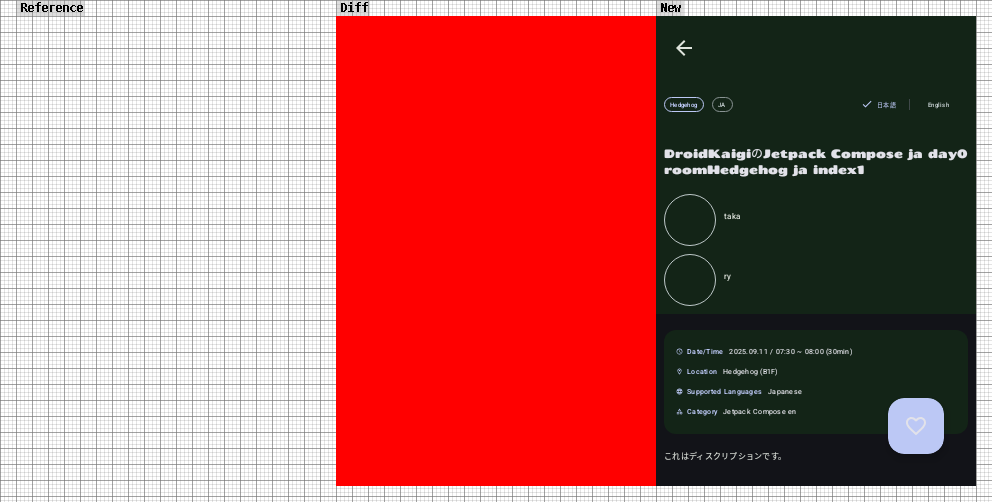 Reference
Diff
New
Hedgehog JA 日本語 English
DroidKaigiのJetpack Compose ja day0
roomHedgehog ja index1
taka
ry
Date/Time 2025.09.11 / 07:30 ~ 08:00 (30min)
Location Hedgehog (B1F)
Supported Languages Japanese
Category Jetpack Compose en
これはディスクリプションです。